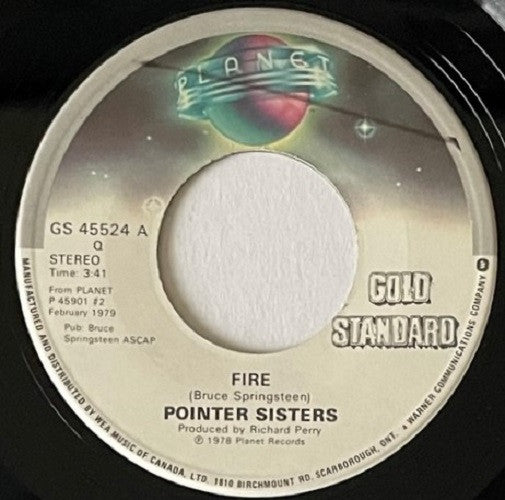 PLANET
GS 45524 A
Q
STEREO
Time: 3:41
From PLANET
P 45901 #2
February 1979
Pub: Bruce
Springsteen ASCAP
GOLD
STANDARD
FIRE
(Bruce Springsteen)
POINTER SISTERS
Produced by Richard Perry
℗ 1978 Planet Records
MANUFACTURED AND DISTRIBUTED BY WEA MUSIC OF CANADA, LTD. 1810 BIRCHMOUNT RD. SCARBOROUGH, ONT. A WARNER COMMUNICATIONS COMPANY